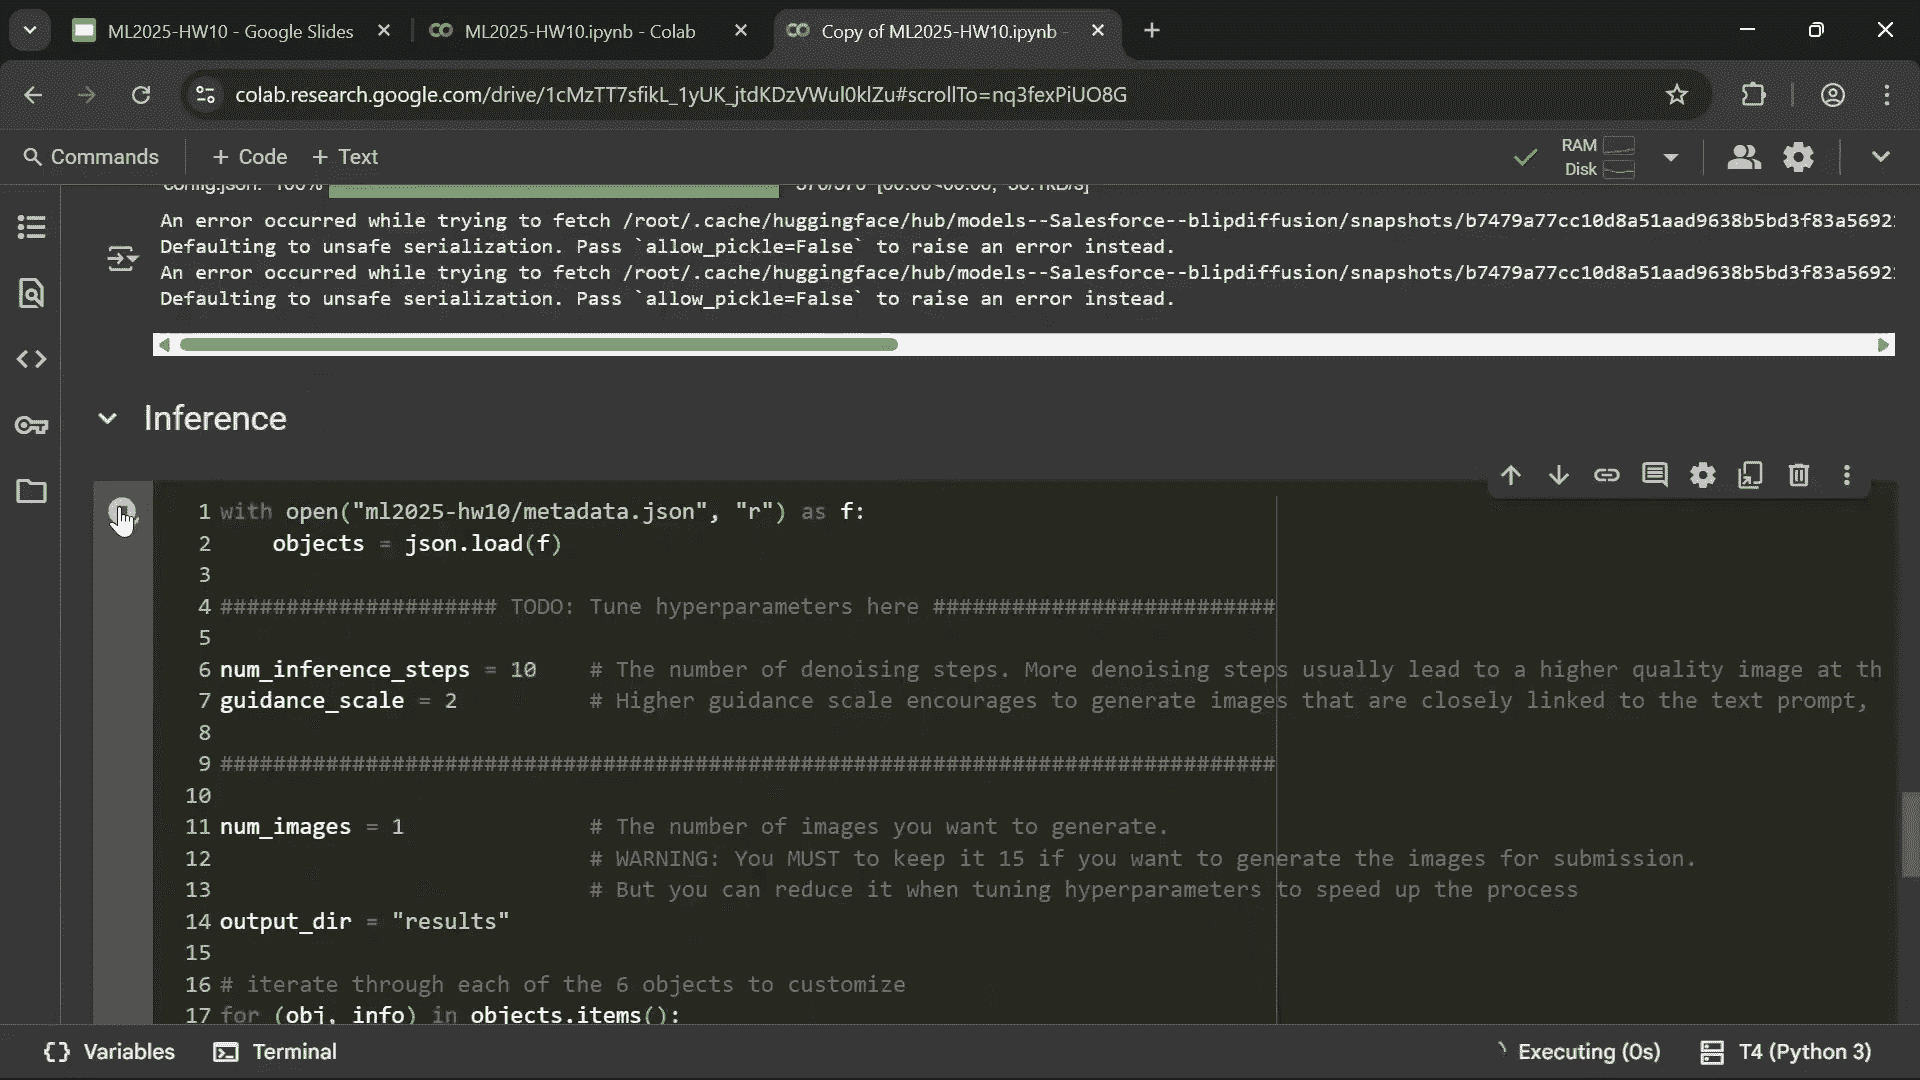 ML2025-HW10 - Google Slides
ML2025-HW10.ipynb - Colab
Copy of ML2025-HW10.ipynb -
colab.research.google.com/drive/1cMzTT7sfikL_1yUK_jtdKDzVWul0klZu#scrollTo=nq3fexPiUO8G
Commands
+ Code
+ Text
RAM
Disk
config.json: 100%
An error occurred while trying to fetch /root/.cache/huggingface/hub/models--Salesforce--blipdiffusion/snapshots/b7479a77cc10d8a51aad9638b5bd3f83a5692
Defaulting to unsafe serialization. Pass `allow_pickle=False` to raise an error instead.
An error occurred while trying to fetch /root/.cache/huggingface/hub/models--Salesforce--blipdiffusion/snapshots/b7479a77cc10d8a51aad9638b5bd3f83a5692
Defaulting to unsafe serialization. Pass `allow_pickle=False` to raise an error instead.
Inference
1 with open("ml2025-hw10/metadata.json", "r") as f:
2     objects = json.load(f)
3
4 ##################### TODO: Tune hyperparameters here ##########################
5
6 num_inference_steps = 10    # The number of denoising steps. More denoising steps usually lead to a higher quality image at th
7 guidance_scale = 2          # Higher guidance scale encourages to generate images that are closely linked to the text prompt,
8
9 ################################################################################
10
11 num_images = 1              # The number of images you want to generate.
12                             # WARNING: You MUST to keep it 15 if you want to generate the images for submission.
13                             # But you can reduce it when tuning hyperparameters to speed up the process
14 output_dir = "results"
15
16 # iterate through each of the 6 objects to customize
17 for (obj, info) in objects.items():
{} Variables
Terminal
Executing (0s)
T4 (Python 3)